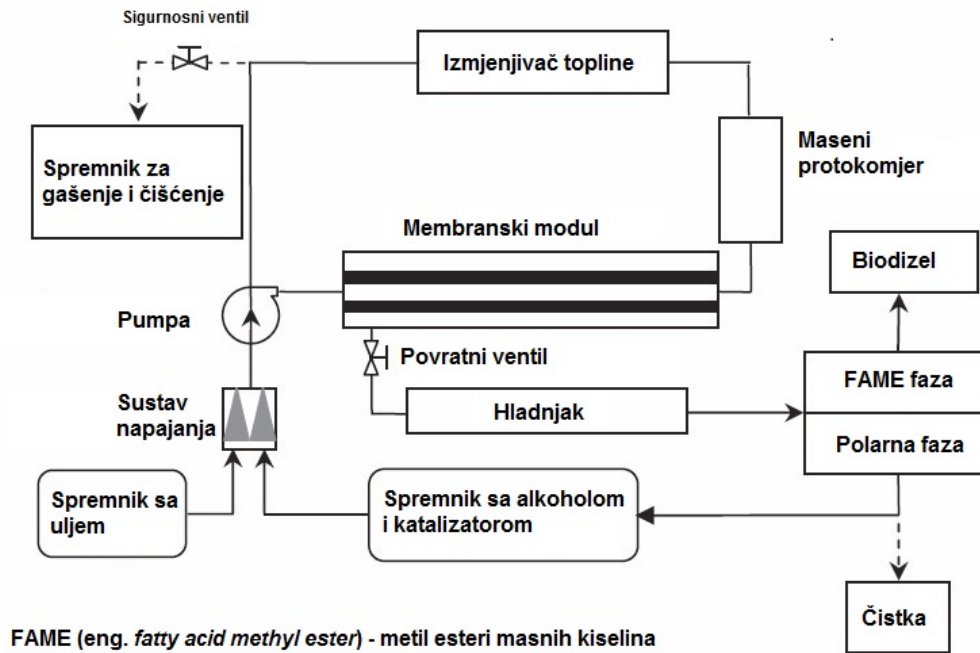 Sigurnosni ventil
Izmjenjivač topline
Spremnik za
gašenje i čišćenje
Maseni
protokomjer
Membranski modul
Biodizel
Pumpa
Povratni ventil
FAME faza
Sustav
napajanja
Hladnjak
Polarna faza
Spremnik sa
uljem
Spremnik sa alkoholom
i katalizatorom
Čistka
FAME (eng. fatty acid methyl ester) - metil esteri masnih kiselina